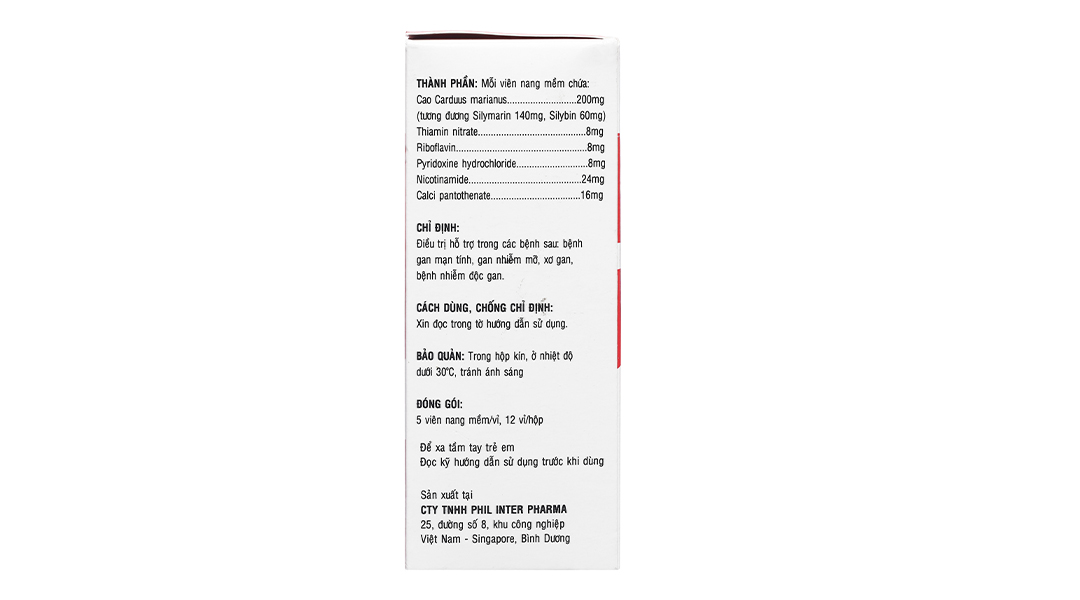 THÀNH PHẦN: Mỗi viên nang mềm chứa:
Cao Carduus marianus...........................200mg
(tương đương Silymarin 140mg, Silybin 60mg)
Thiamin nitrate..........................................8mg
Riboflavin...................................................8mg
Pyridoxine hydrochloride............................8mg
Nicotinamide............................................24mg
Calci pantothenate...................................16mg
CHỈ ĐỊNH:
Điều trị hỗ trợ trong các bệnh sau: bệnh
gan mạn tính, gan nhiễm mỡ, xơ gan,
bệnh nhiễm độc gan.
CÁCH DÙNG, CHỐNG CHỈ ĐỊNH:
Xin đọc trong tờ hướng dẫn sử dụng.
BẢO QUẢN: Trong hộp kín, ở nhiệt độ
dưới 30°C, tránh ánh sáng
ĐÓNG GÓI:
5 viên nang mềm/vỉ, 12 vỉ/hộp
Để xa tầm tay trẻ em
Đọc kỹ hướng dẫn sử dụng trước khi dùng
Sản xuất tại
CTY TNHH PHIL INTER PHARMA
25, đường số 8, khu công nghiệp
Việt Nam - Singapore, Bình Dương